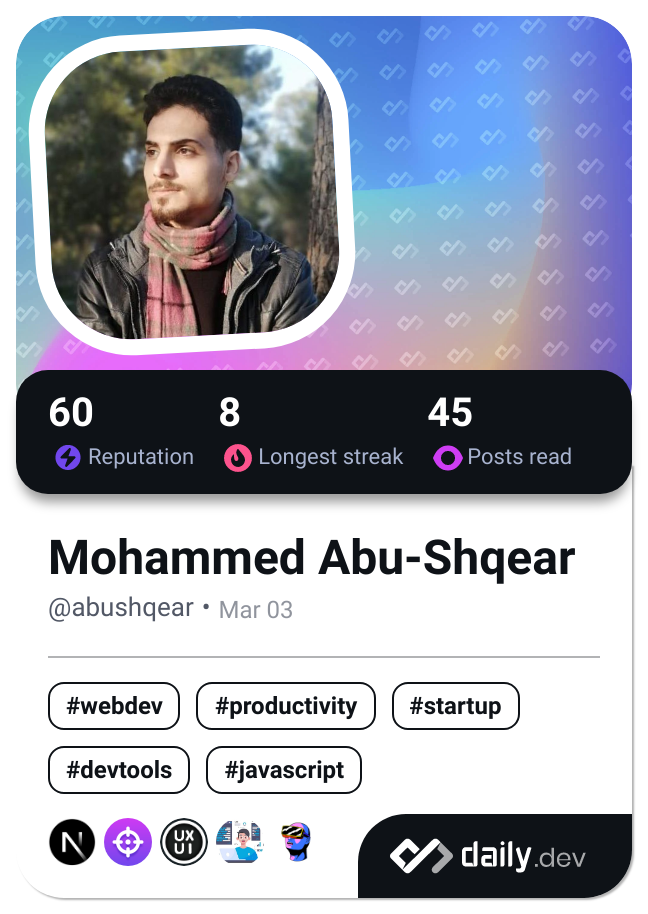 60 8 45
Reputation Longest streak Posts read
Mohammed Abu-Shqear
@abushqear • Mar 03
#webdev #productivity #startup
#devtools #javascript
N UX UI daily.dev